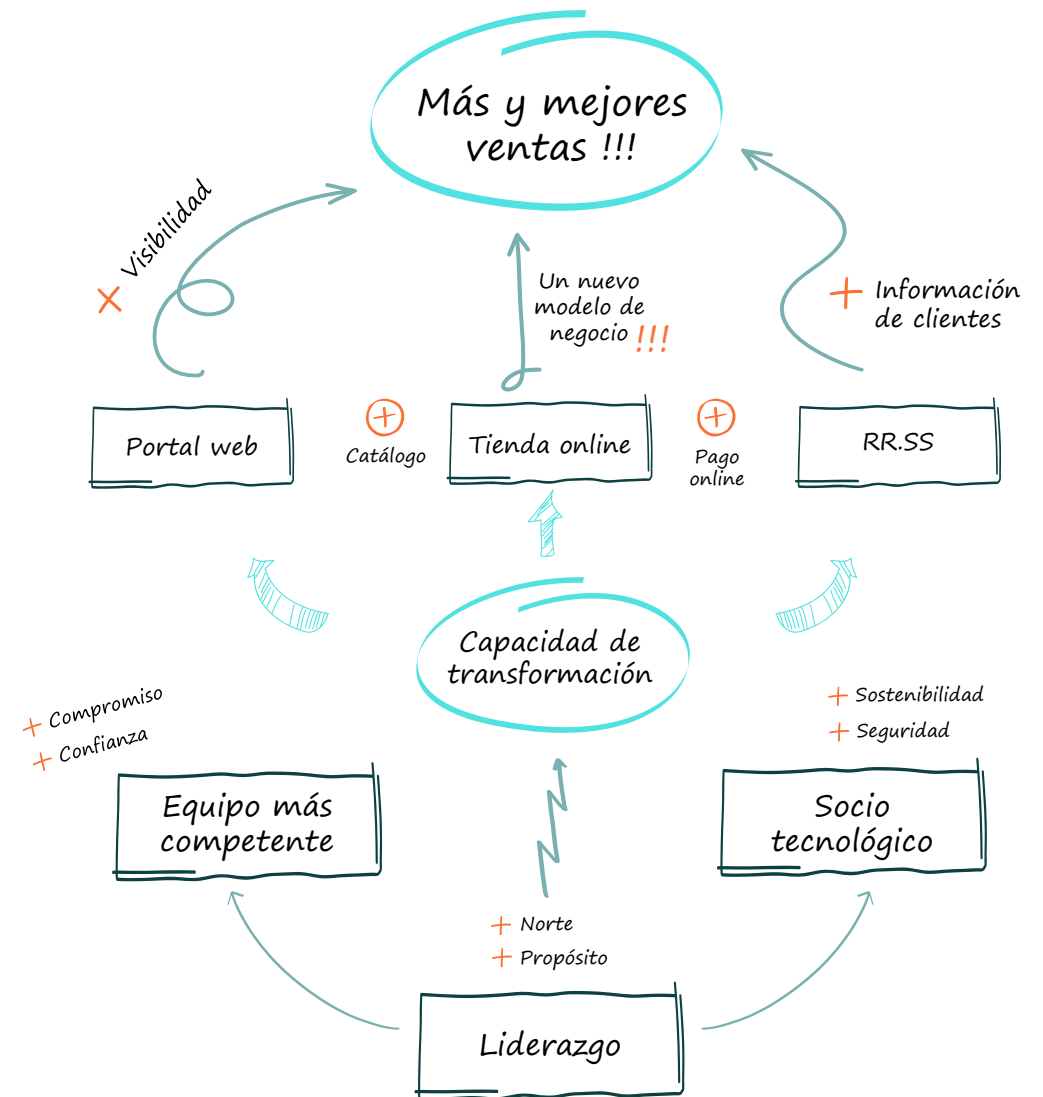 Más y mejores
ventas !!!
+ Visibilidad
Un nuevo
modelo de
negocio !!!
+ Información
de clientes
Portal web
+
Catálogo
Tienda online
+
Pago
online
RR.SS
Capacidad de
transformación
+ Compromiso
+ Confianza
+ Sostenibilidad
+ Seguridad
Equipo más
competente
Socio
tecnológico
+ Norte
+ Propósito
Liderazgo